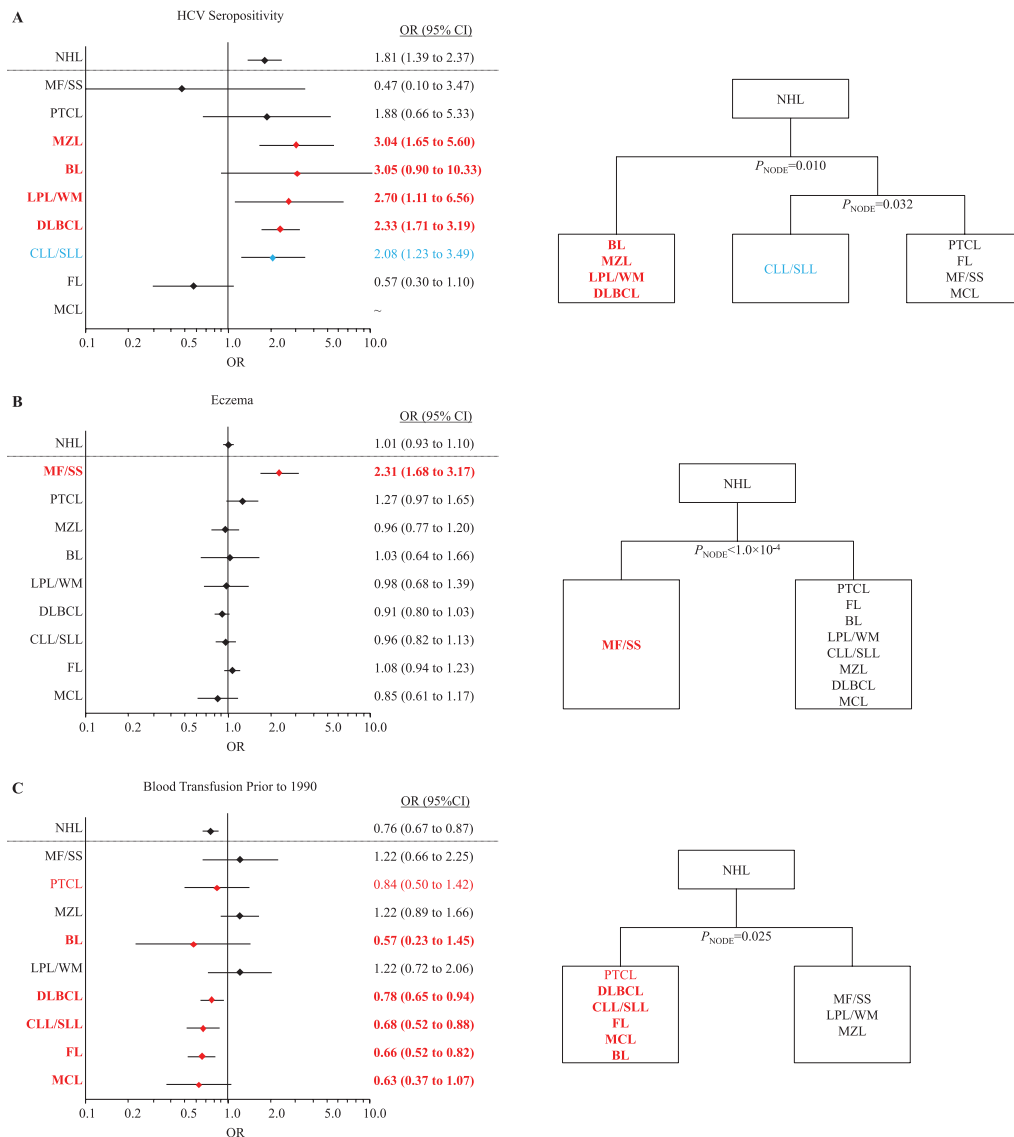 A
HCV Seropositivity
OR (95% CI)
NHL 1.81 (1.39 to 2.37)
MF/SS 0.47 (0.10 to 3.47)
PTCL 1.88 (0.66 to 5.33)
MZL 3.04 (1.65 to 5.60)
BL 3.05 (0.90 to 10.33)
LPL/WM 2.70 (1.11 to 6.56)
DLBCL 2.33 (1.71 to 3.19)
CLL/SLL 2.08 (1.23 to 3.49)
FL 0.57 (0.30 to 1.10)
MCL ~
0.1 0.2 0.5 1.0 2.0 5.0 10.0
OR
NHL
P_NODE=0.010
P_NODE=0.032
BL
MZL
LPL/WM
DLBCL
CLL/SLL
PTCL
FL
MF/SS
MCL
B
Eczema
OR (95% CI)
NHL 1.01 (0.93 to 1.10)
MF/SS 2.31 (1.68 to 3.17)
PTCL 1.27 (0.97 to 1.65)
MZL 0.96 (0.77 to 1.20)
BL 1.03 (0.64 to 1.66)
LPL/WM 0.98 (0.68 to 1.39)
DLBCL 0.91 (0.80 to 1.03)
CLL/SLL 0.96 (0.82 to 1.13)
FL 1.08 (0.94 to 1.23)
MCL 0.85 (0.61 to 1.17)
0.1 0.2 0.5 1.0 2.0 5.0 10.0
OR
NHL
P_NODE<1.0×10⁻⁴
MF/SS
PTCL
FL
BL
LPL/WM
CLL/SLL
MZL
DLBCL
MCL
C
Blood Transfusion Prior to 1990
OR (95%CI)
NHL 0.76 (0.67 to 0.87)
MF/SS 1.22 (0.66 to 2.25)
PTCL 0.84 (0.50 to 1.42)
MZL 1.22 (0.89 to 1.66)
BL 0.57 (0.23 to 1.45)
LPL/WM 1.22 (0.72 to 2.06)
DLBCL 0.78 (0.65 to 0.94)
CLL/SLL 0.68 (0.52 to 0.88)
FL 0.66 (0.52 to 0.82)
MCL 0.63 (0.37 to 1.07)
0.1 0.2 0.5 1.0 2.0 5.0 10.0
OR
NHL
P_NODE=0.025
PTCL
DLBCL
CLL/SLL
FL
MCL
BL
MF/SS
LPL/WM
MZL